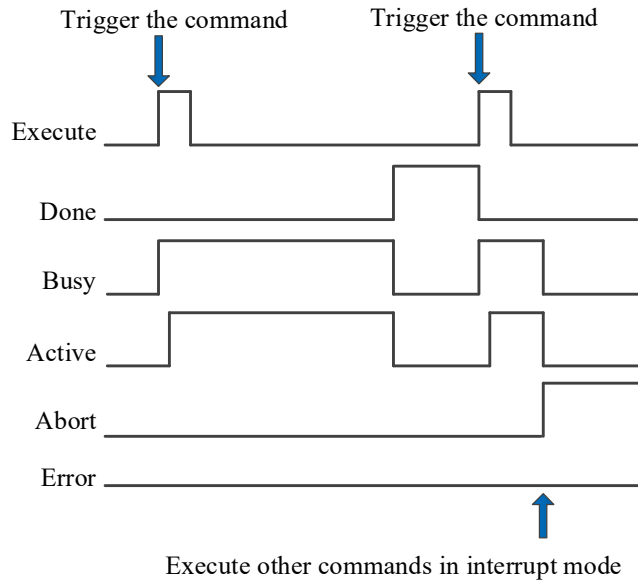 Trigger the command Trigger the command
Execute
Done
Busy
Active
Abort
Error
Execute other commands in interrupt mode